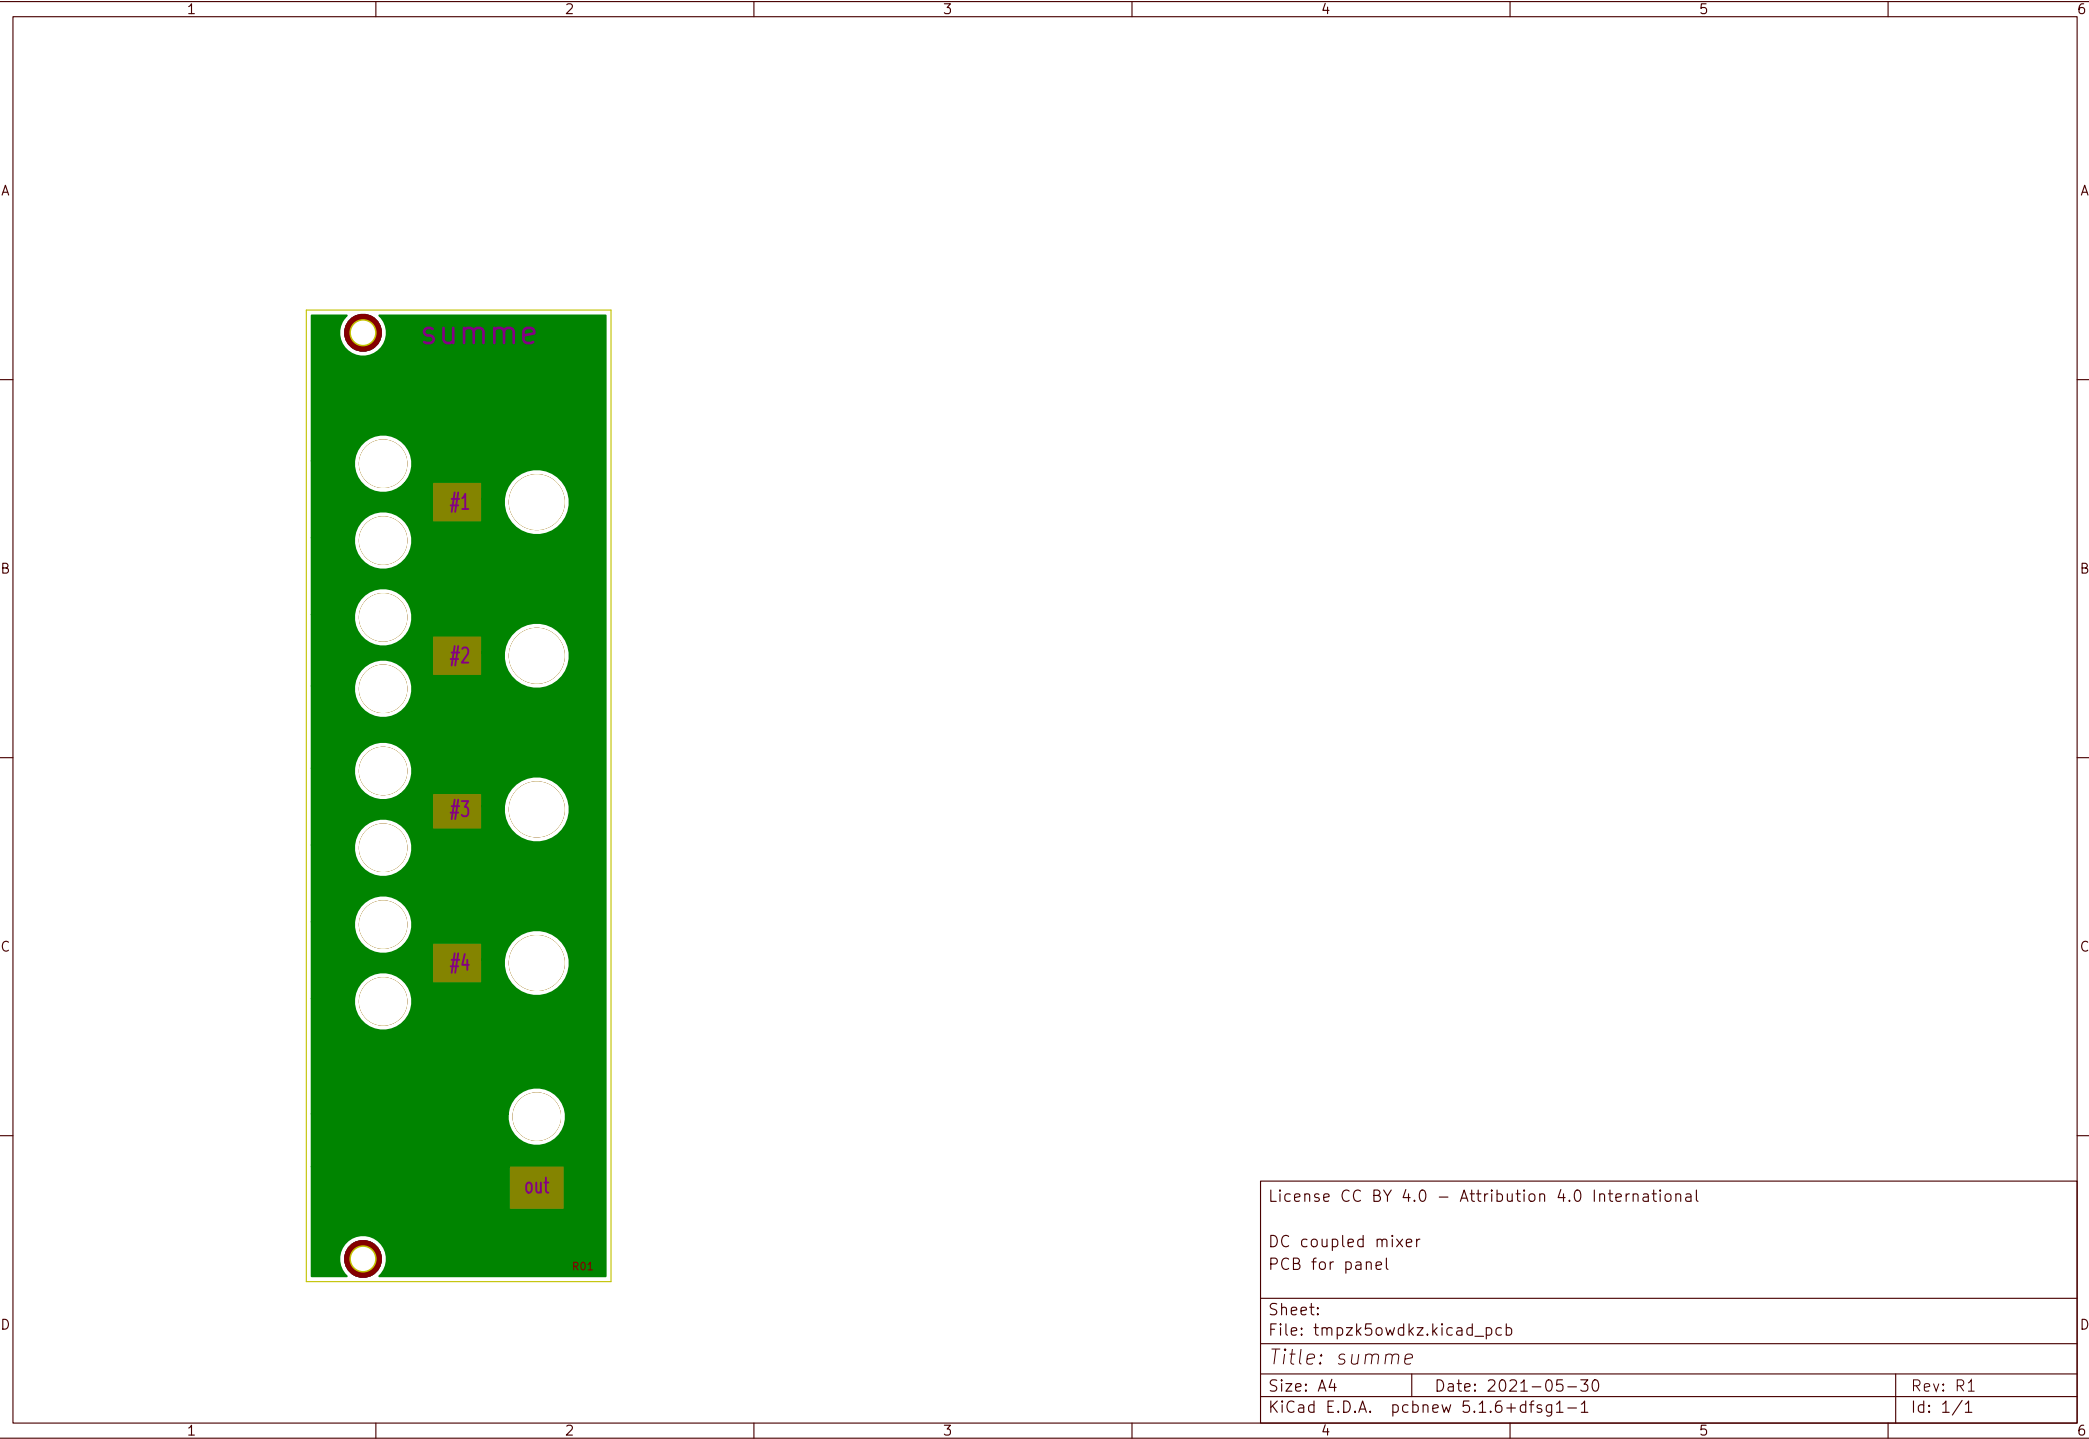 1 2 3 4 5 6
A A
summe
#1
B B
#2
#3
C C
#4
out
License CC BY 4.0 – Attribution 4.0 International
DC coupled mixer
PCB for panel
R01
Sheet:
D D
File: tmpzk5owdkz.kicad_pcb
Title: summe
Size: A4 Date: 2021-05-30 Rev: R1
KiCad E.D.A. pcbnew 5.1.6+dfsg1-1 Id: 1/1
1 2 3 4 5 6